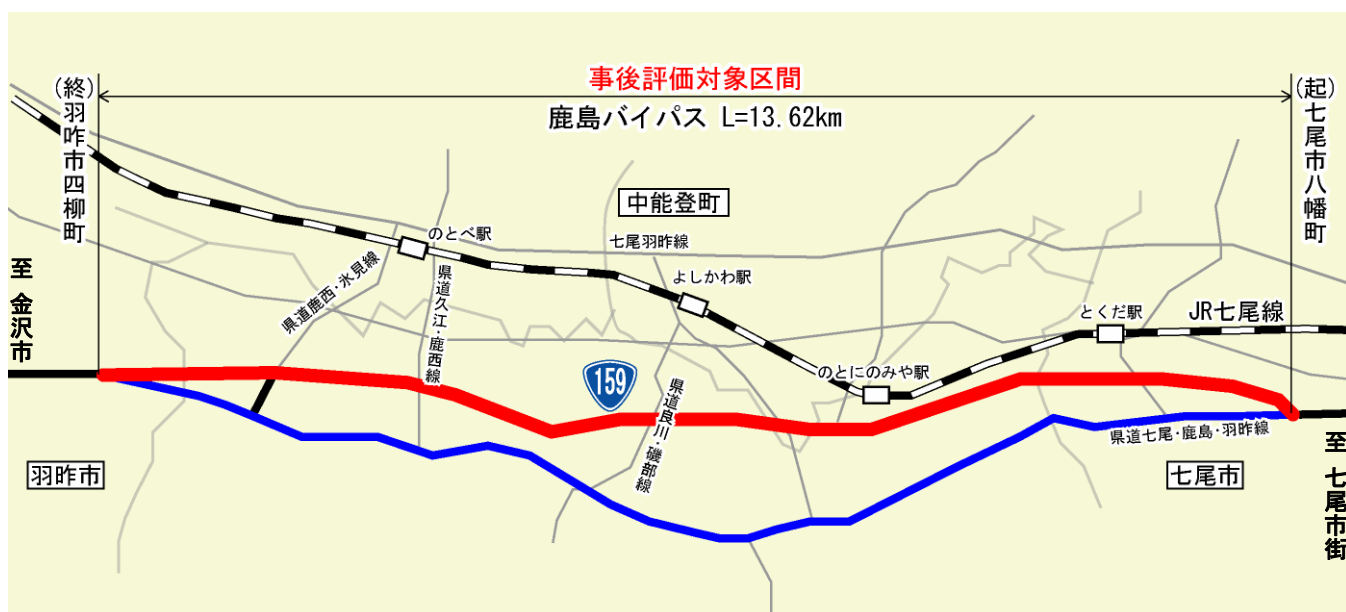 事後評価対象区間
鹿島バイパス L=13.62km
(終)羽咋市四柳町
(起)七尾市八幡町
中能登町
のとべ駅
七尾羽咋線
県道鹿西・氷見線
県道久江・鹿西線
よしかわ駅
とくだ駅
JR七尾線
至 金沢市
のとにのみや駅
159
県道良川・磯部線
県道七尾・鹿島・羽咋線
羽咋市
七尾市
至 七尾市街